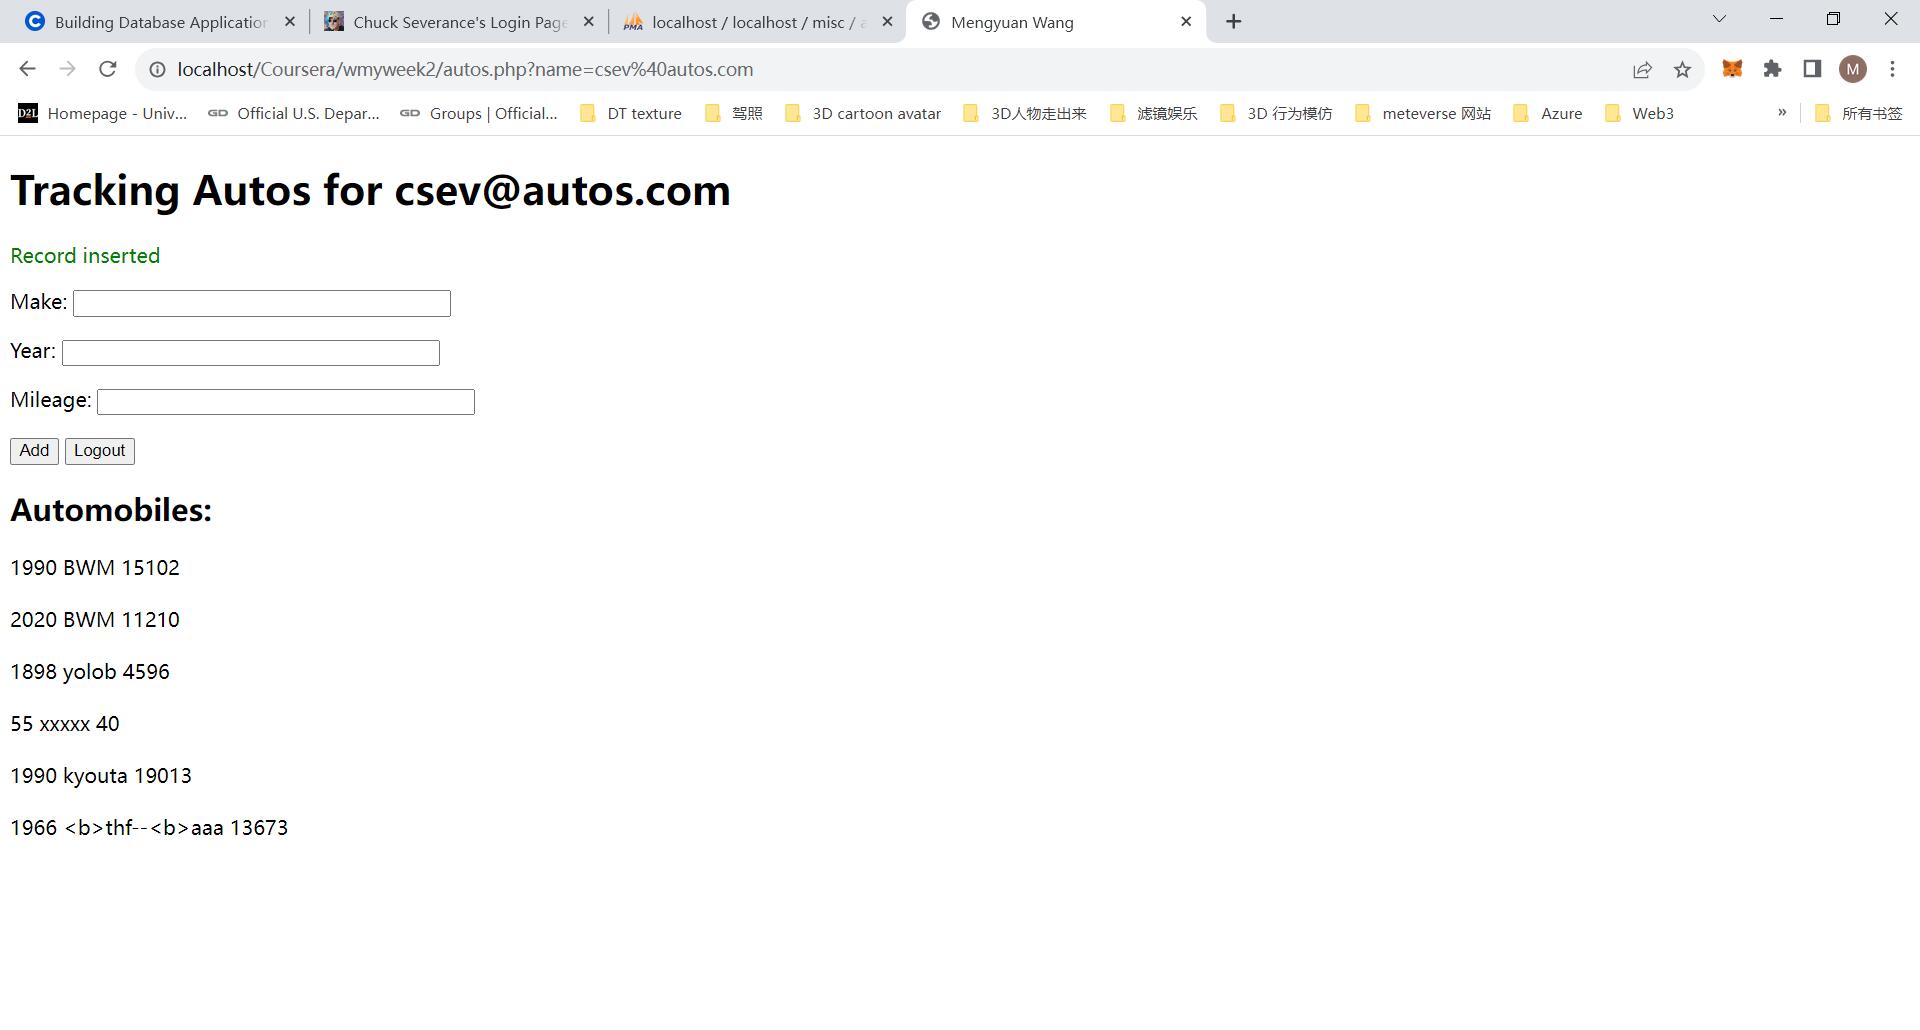 Building Database Application
Chuck Severance's Login Page
localhost / localhost / misc / a
Mengyuan Wang
localhost/Coursera/wmyweek2/autos.php?name=csev%40autos.com
M
D2L Homepage - Univ...
GD Official U.S. Depar...
GD Groups | Official...
DT texture
驾照
3D cartoon avatar
3D人物走出来
滤镜娱乐
3D 行为模仿
meteverse 网站
Azure
Web3
»
所有书签
Tracking Autos for csev@autos.com
Record inserted
Make:
Year:
Mileage:
Add Logout
Automobiles:
1990 BWM 15102
2020 BWM 11210
1898 yolob 4596
55 xxxxx 40
1990 kyouta 19013
1966 <b>thf--<b>aaa 13673